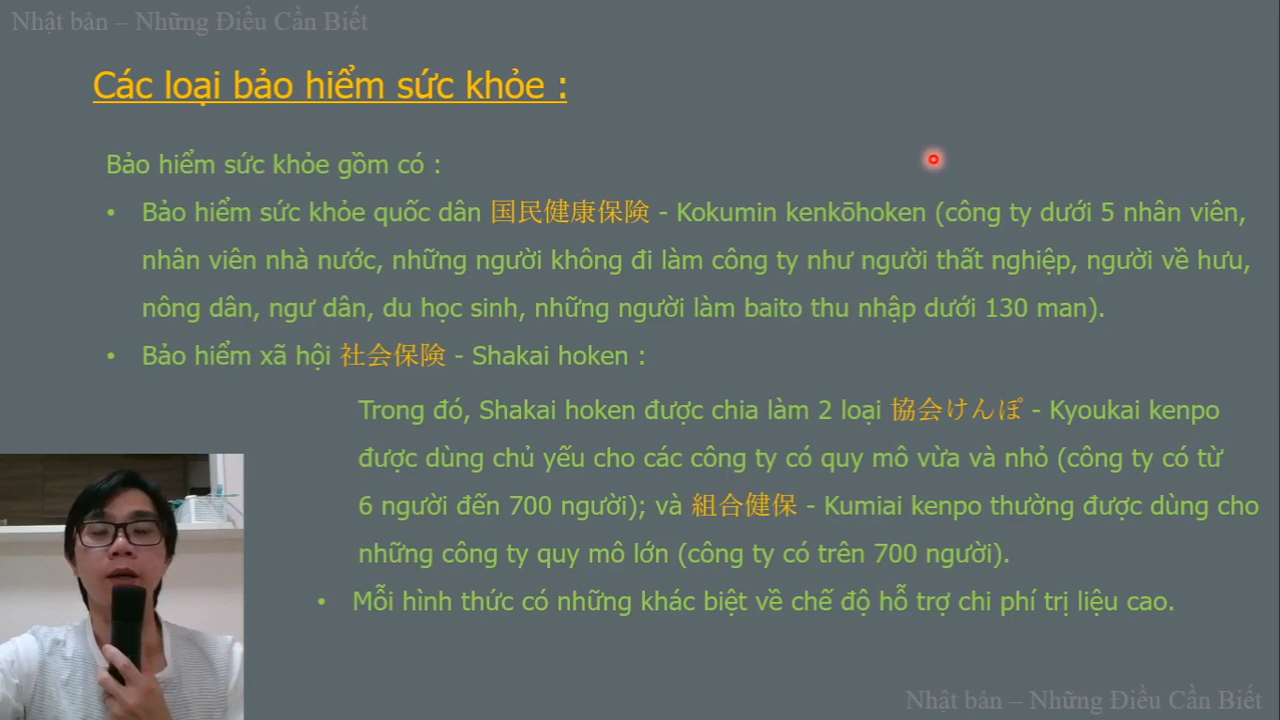 Nhật bản – Những Điều Cần Biết
Các loại bảo hiểm sức khỏe :
Bảo hiểm sức khỏe gồm có :
• Bảo hiểm sức khỏe quốc dân 国民健康保険 - Kokumin kenkōhoken (công ty dưới 5 nhân viên,
nhân viên nhà nước, những người không đi làm công ty như người thất nghiệp, người về hưu,
nông dân, ngư dân, du học sinh, những người làm baito thu nhập dưới 130 man).
• Bảo hiểm xã hội 社会保険 - Shakai hoken :
Trong đó, Shakai hoken được chia làm 2 loại 協会けんぽ - Kyoukai kenpo
được dùng chủ yếu cho các công ty có quy mô vừa và nhỏ (công ty có từ
6 người đến 700 người); và 組合健保 - Kumiai kenpo thường được dùng cho
những công ty quy mô lớn (công ty có trên 700 người).
• Mỗi hình thức có những khác biệt về chế độ hỗ trợ chi phí trị liệu cao.
Nhật bản – Những Điều Cần Biết